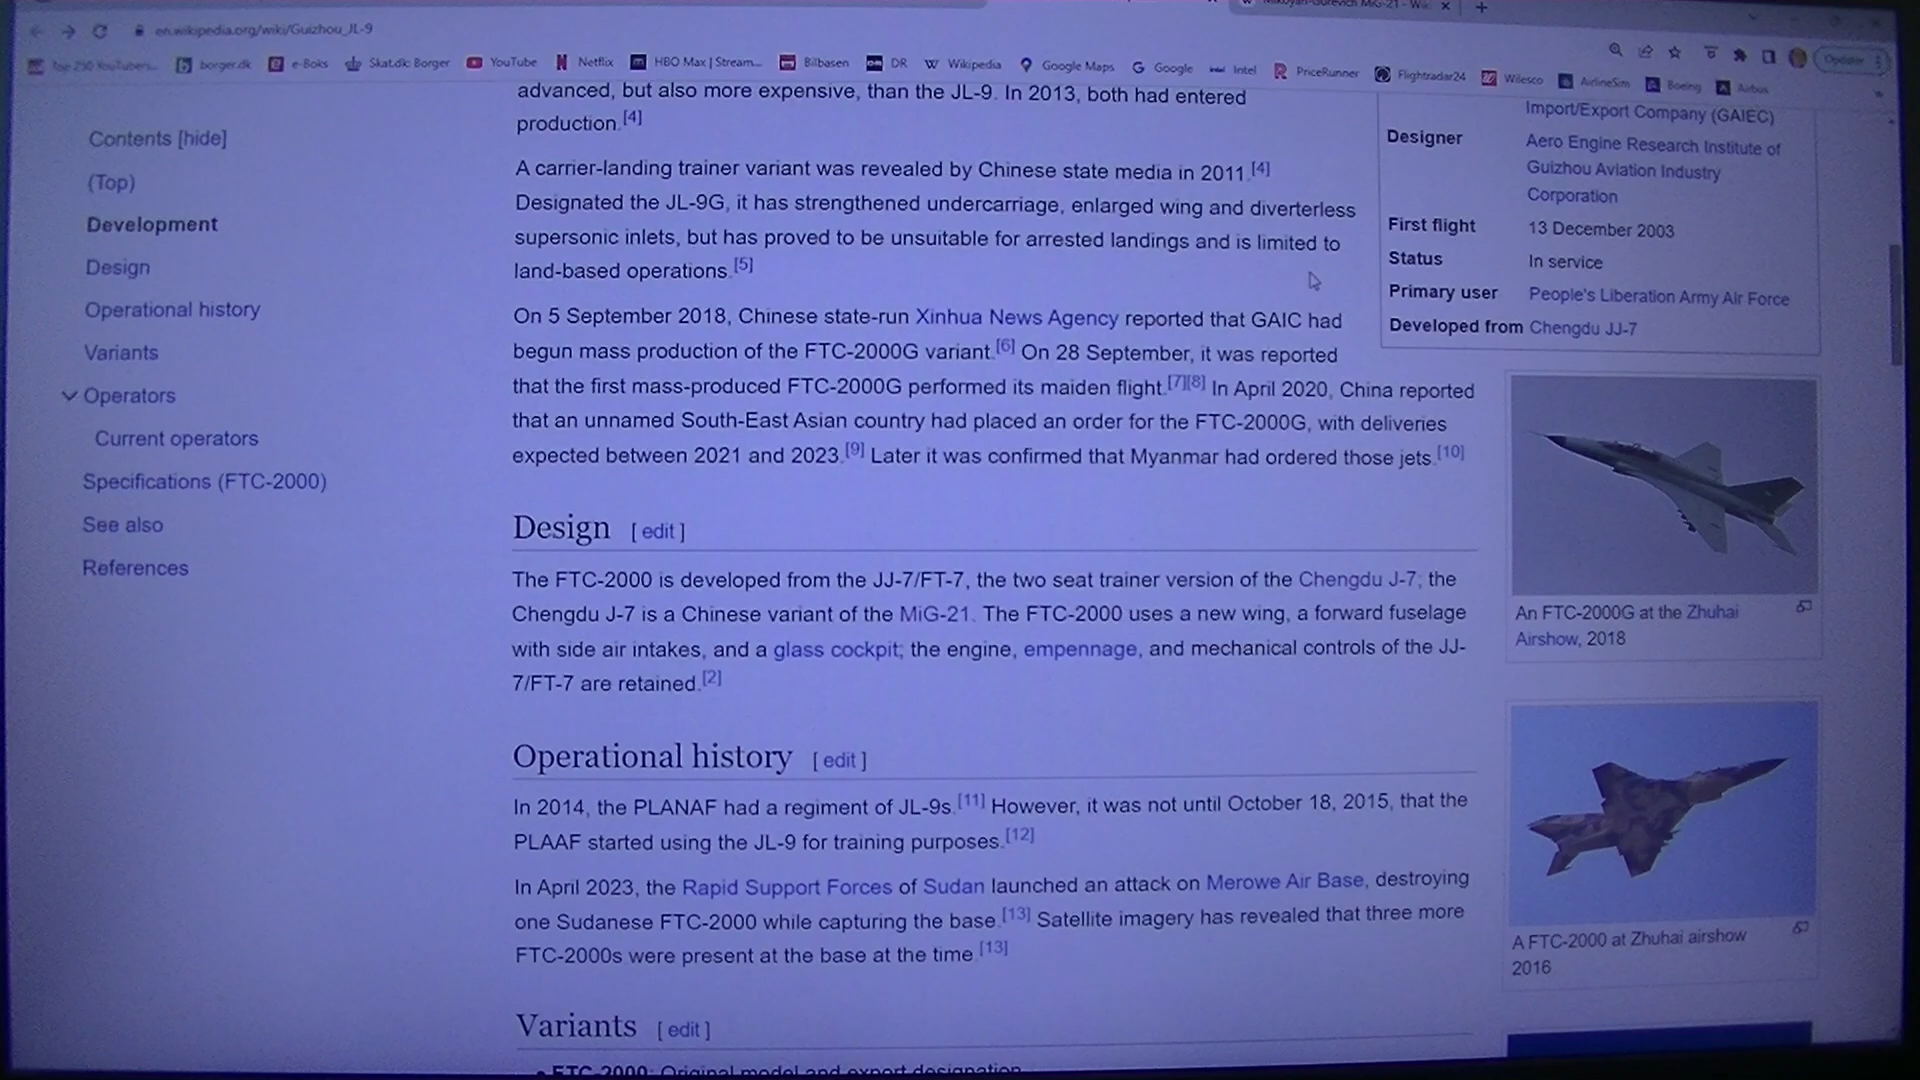 Mikoyan-Gurevich MiG-21 - Wi
en.wikipedia.org/wiki/Guizhou_JL-9
Top 250 YouTubers... borger.dk e-Boks Skat.dk: Borger YouTube Netflix HBO Max | Stream... Bilbasen DR Wikipedia Google Maps Google Intel PriceRunner Flightradar24 Wilesco AirlineSim Boeing Airbus
Contents [hide]
(Top)
Development
Design
Operational history
Variants
Operators
Current operators
Specifications (FTC-2000)
See also
References
advanced, but also more expensive, than the JL-9. In 2013, both had entered
production.[4]
A carrier-landing trainer variant was revealed by Chinese state media in 2011.[4]
Designated the JL-9G, it has strengthened undercarriage, enlarged wing and diverterless
supersonic inlets, but has proved to be unsuitable for arrested landings and is limited to
land-based operations.[5]
On 5 September 2018, Chinese state-run Xinhua News Agency reported that GAIC had
begun mass production of the FTC-2000G variant.[6] On 28 September, it was reported
that the first mass-produced FTC-2000G performed its maiden flight.[7][8] In April 2020, China reported
that an unnamed South-East Asian country had placed an order for the FTC-2000G, with deliveries
expected between 2021 and 2023.[9] Later it was confirmed that Myanmar had ordered those jets.[10]
Design [ edit ]
The FTC-2000 is developed from the JJ-7/FT-7, the two seat trainer version of the Chengdu J-7; the
Chengdu J-7 is a Chinese variant of the MiG-21. The FTC-2000 uses a new wing, a forward fuselage
with side air intakes, and a glass cockpit; the engine, empennage, and mechanical controls of the JJ-
7/FT-7 are retained.[2]
Operational history [ edit ]
In 2014, the PLANAF had a regiment of JL-9s.[11] However, it was not until October 18, 2015, that the
PLAAF started using the JL-9 for training purposes.[12]
In April 2023, the Rapid Support Forces of Sudan launched an attack on Merowe Air Base, destroying
one Sudanese FTC-2000 while capturing the base.[13] Satellite imagery has revealed that three more
FTC-2000s were present at the base at the time.[13]
Variants [ edit ]
• FTC-2000: Original model and export designation
Import/Export Company (GAIEC)
Designer Aero Engine Research Institute of
Guizhou Aviation Industry
Corporation
First flight 13 December 2003
Status In service
Primary user People's Liberation Army Air Force
Developed from Chengdu JJ-7
An FTC-2000G at the Zhuhai
Airshow, 2018
A FTC-2000 at Zhuhai airshow
2016